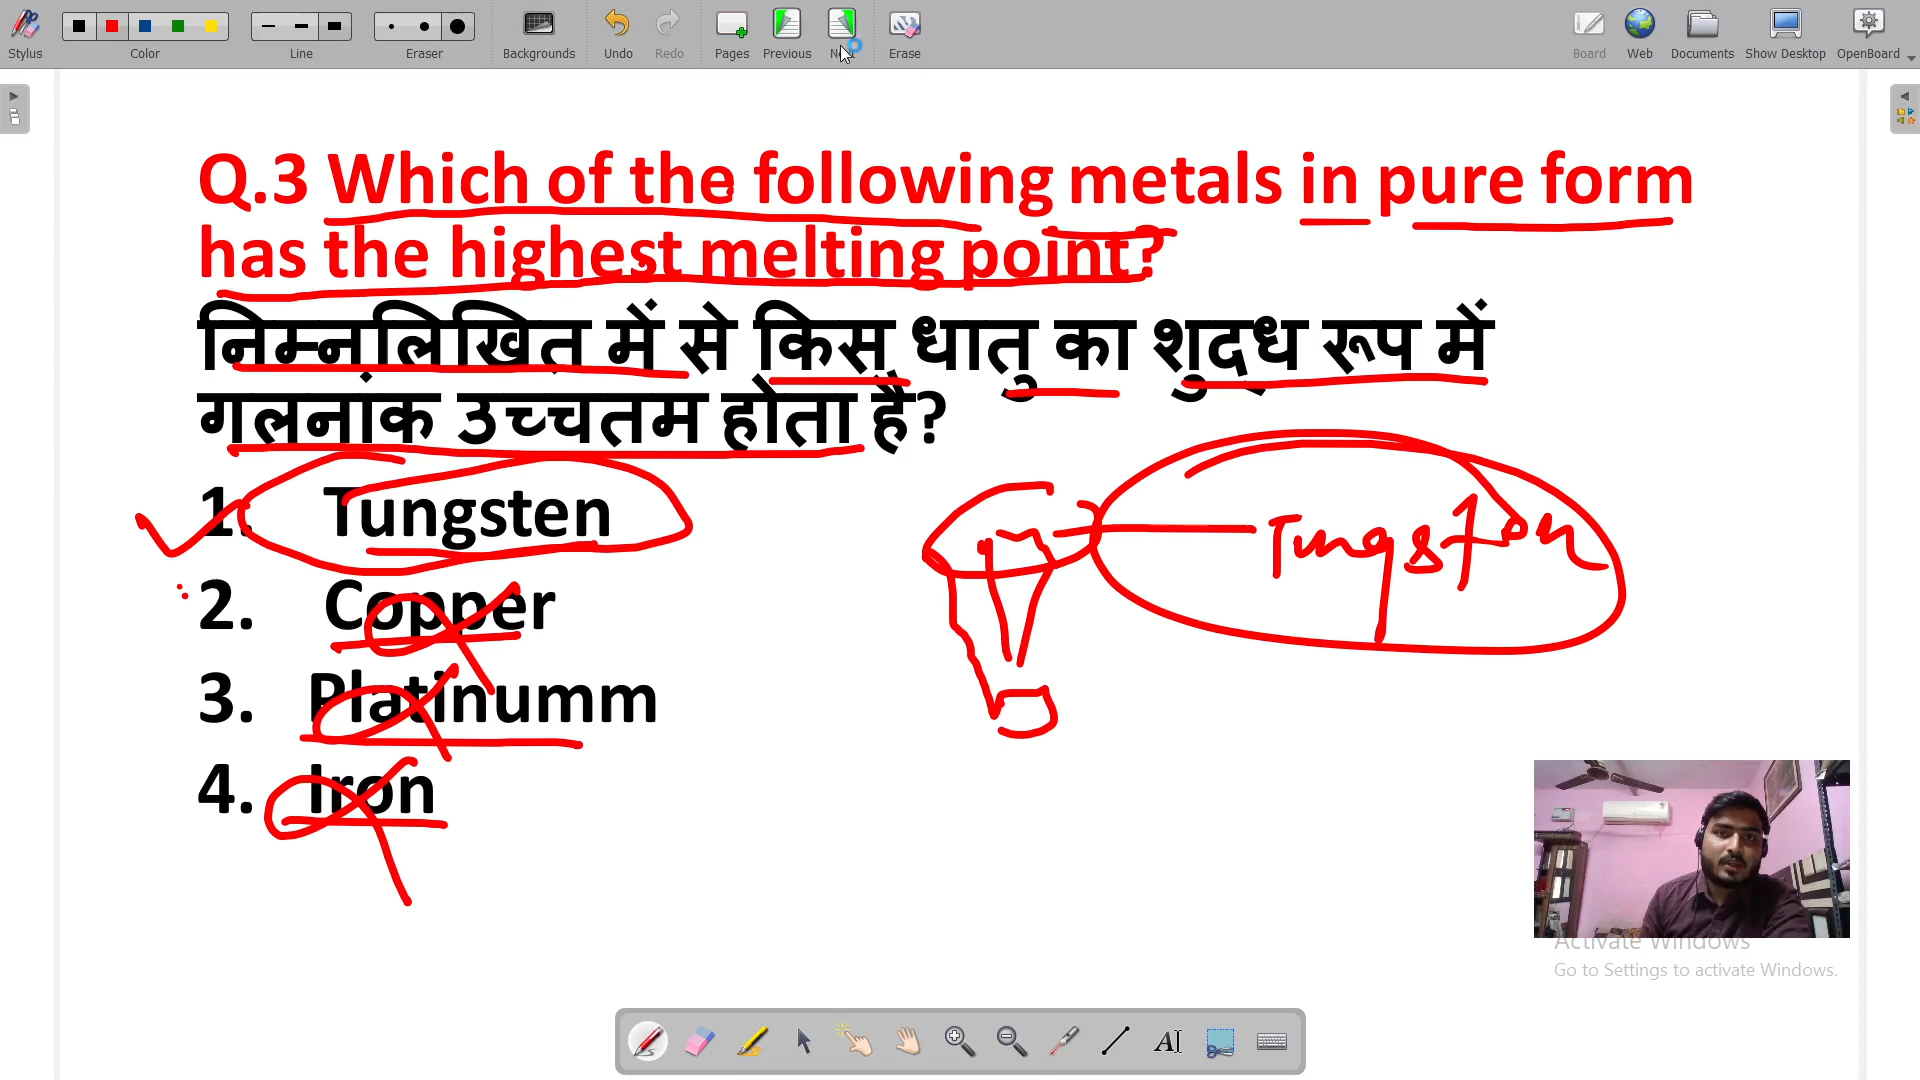 Stylus
Color
Line
Eraser
Backgrounds
Undo
Redo
Pages
Previous
Erase
Board
Web
Documents
Show Desktop
OpenBoard
Q.3 Which of the following metals in pure form
has the highest melting point?
निम्नलिखित में से किस धातु का शुद्ध रूप में
गलनांक उच्चतम होता है?
1. Tungsten
2. Copper
3. Platinumm
4. Iron
Tungston
Activate Windows
Go to Settings to activate Windows.